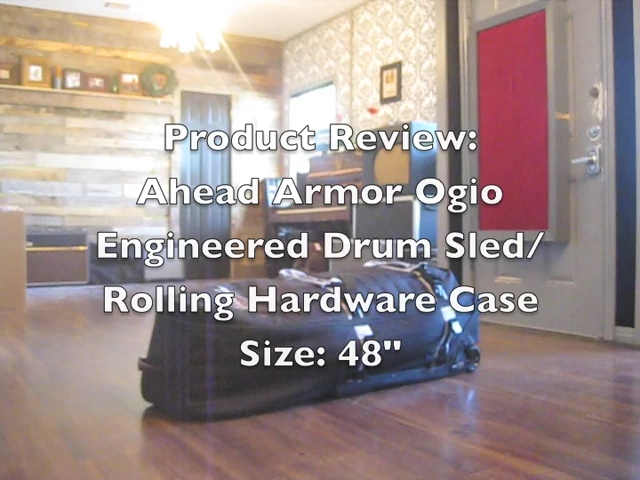 Product Review:
Ahead Armor Ogio
Engineered Drum Sled/
Rolling Hardware Case
Size: 48"